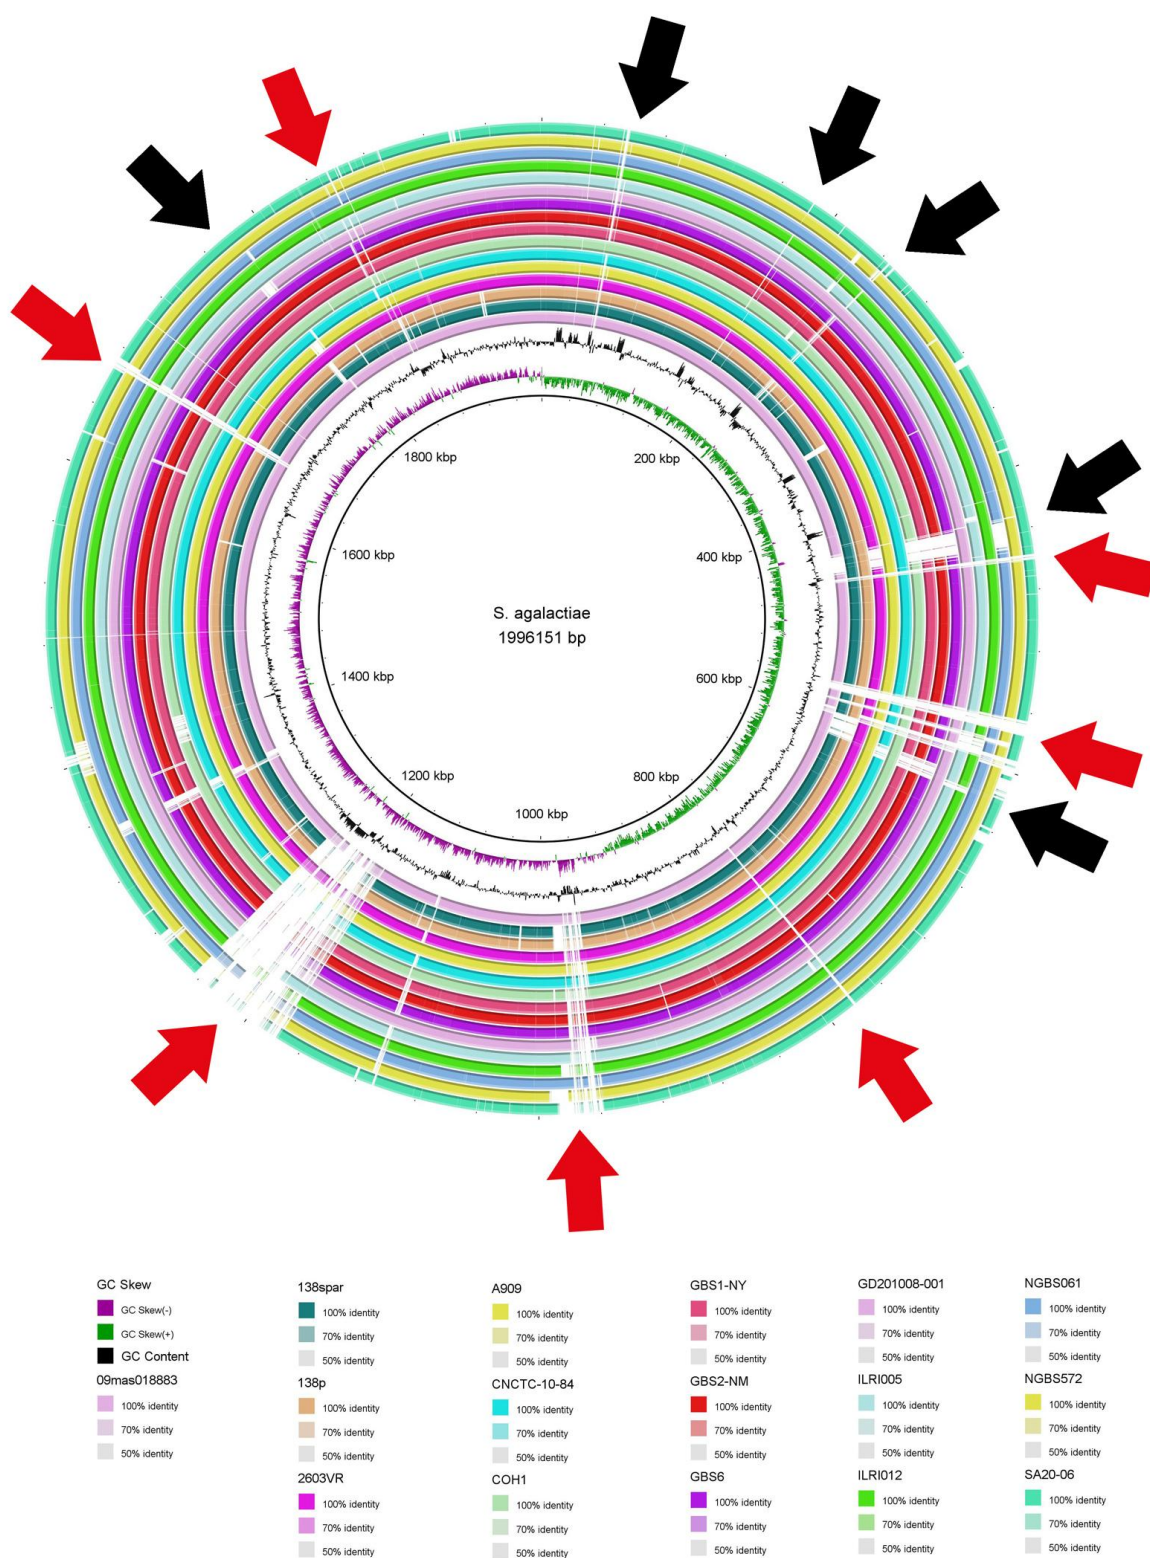 200 kbp
400 kbp
600 kbp
800 kbp
1000 kbp
1200 kbp
1400 kbp
1600 kbp
1800 kbp
S. agalactiae
1996151 bp
GC Skew
GC Skew(-)
GC Skew(+)
GC Content
09mas018883
100% identity
70% identity
50% identity
138spar
100% identity
70% identity
50% identity
138p
100% identity
70% identity
50% identity
2603VR
100% identity
70% identity
50% identity
A909
100% identity
70% identity
50% identity
CNCTC-10-84
100% identity
70% identity
50% identity
COH1
100% identity
70% identity
50% identity
GBS1-NY
100% identity
70% identity
50% identity
GBS2-NM
100% identity
70% identity
50% identity
GBS6
100% identity
70% identity
50% identity
GD201008-001
100% identity
70% identity
50% identity
ILRI005
100% identity
70% identity
50% identity
ILRI012
100% identity
70% identity
50% identity
NGBS061
100% identity
70% identity
50% identity
NGBS572
100% identity
70% identity
50% identity
SA20-06
100% identity
70% identity
50% identity